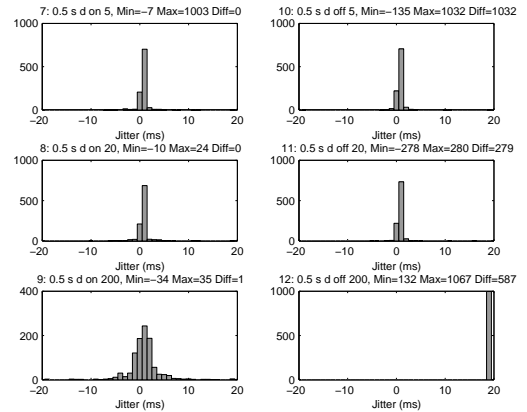 7: 0.5 s d on 5, Min=−7 Max=1003 Diff=0
1000
500
0
−20 −10 0 10 20
Jitter (ms)
10: 0.5 s d off 5, Min=−135 Max=1032 Diff=1032
1000
500
0
−20 −10 0 10 20
Jitter (ms)
8: 0.5 s d on 20, Min=−10 Max=24 Diff=0
1000
500
0
−20 −10 0 10 20
Jitter (ms)
11: 0.5 s d off 20, Min=−278 Max=280 Diff=279
1000
500
0
−20 −10 0 10 20
Jitter (ms)
9: 0.5 s d on 200, Min=−34 Max=35 Diff=1
400
200
0
−20 −10 0 10 20
Jitter (ms)
12: 0.5 s d off 200, Min=132 Max=1067 Diff=587
1000
500
0
−20 −10 0 10 20
Jitter (ms)